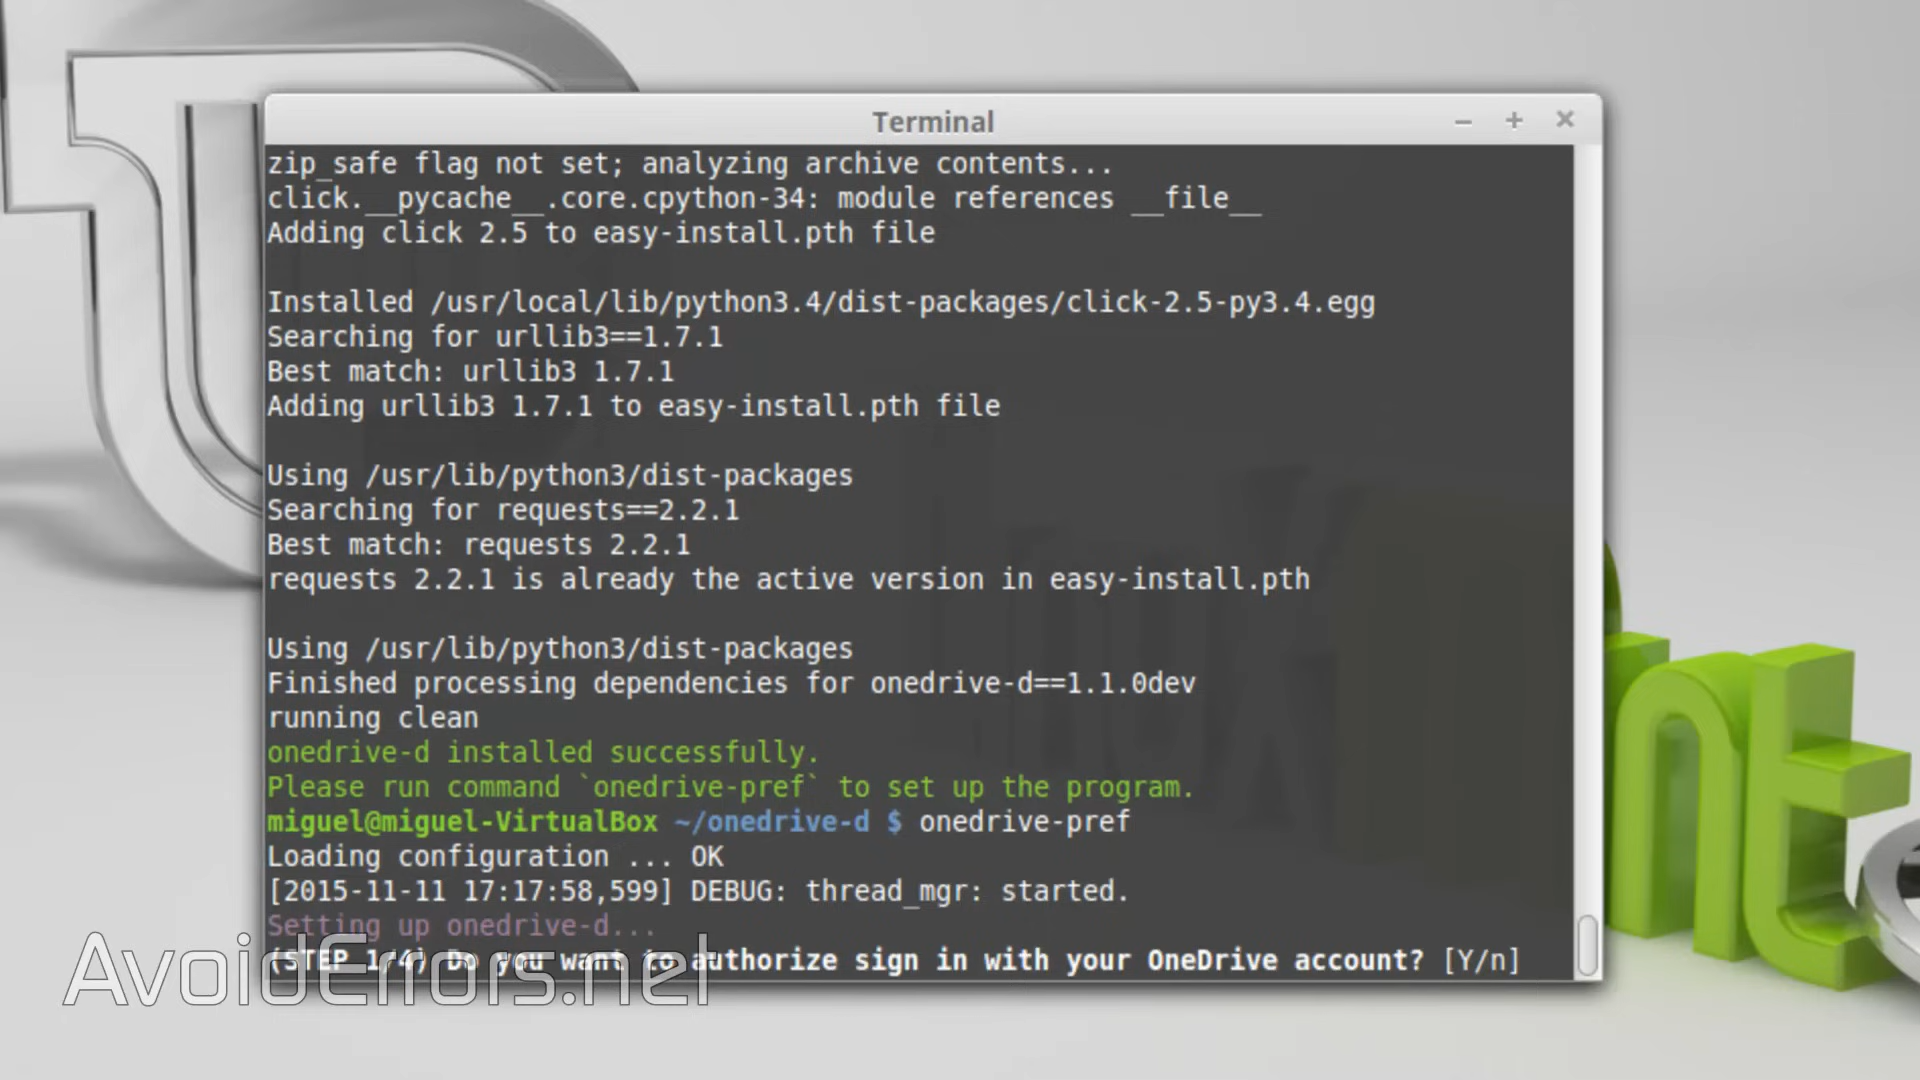 Terminal
zip_safe flag not set; analyzing archive contents...
click.__pycache__.core.cpython-34: module references __file__
Adding click 2.5 to easy-install.pth file
Installed /usr/local/lib/python3.4/dist-packages/click-2.5-py3.4.egg
Searching for urllib3==1.7.1
Best match: urllib3 1.7.1
Adding urllib3 1.7.1 to easy-install.pth file
Using /usr/lib/python3/dist-packages
Searching for requests==2.2.1
Best match: requests 2.2.1
requests 2.2.1 is already the active version in easy-install.pth
Using /usr/lib/python3/dist-packages
Finished processing dependencies for onedrive-d==1.1.0dev
running clean
onedrive-d installed successfully.
Please run command `onedrive-pref` to set up the program.
miguel@miguel-VirtualBox ~/onedrive-d $ onedrive-pref
Loading configuration ... OK
[2015-11-11 17:17:58,599] DEBUG: thread_mgr: started.
Setting up onedrive-d...
(STEP 1/4) Do you want to authorize sign in with your OneDrive account? [Y/n]
AvoidErrors.net